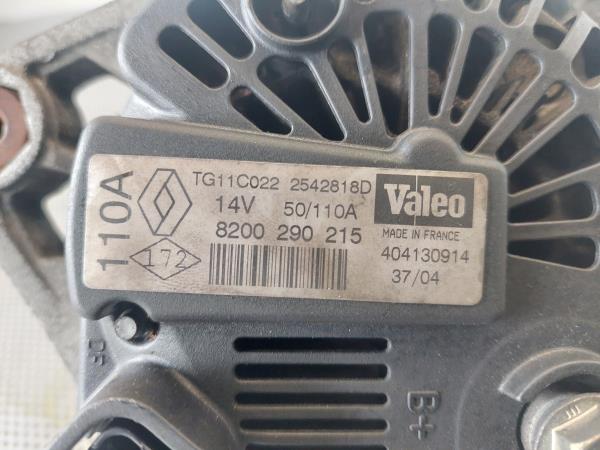 110A
TG11C022 2542818D
14V 50/110A
8200 290 215
172
Valeo
MADE IN FRANCE
404130914
37/04
B+